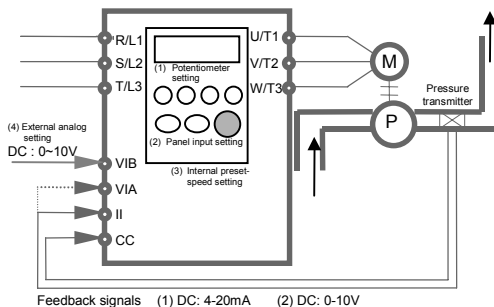 R/L1
S/L2
T/L3
U/T1
V/T2
W/T3
(1) Potentiometer
setting
(2) Panel input setting
(3) Internal preset-
speed setting
M
P
Pressure
transmitter
(4) External analog
setting
DC : 0~10V
VIB
VIA
II
CC
Feedback signals (1) DC: 4-20mA (2) DC: 0-10V